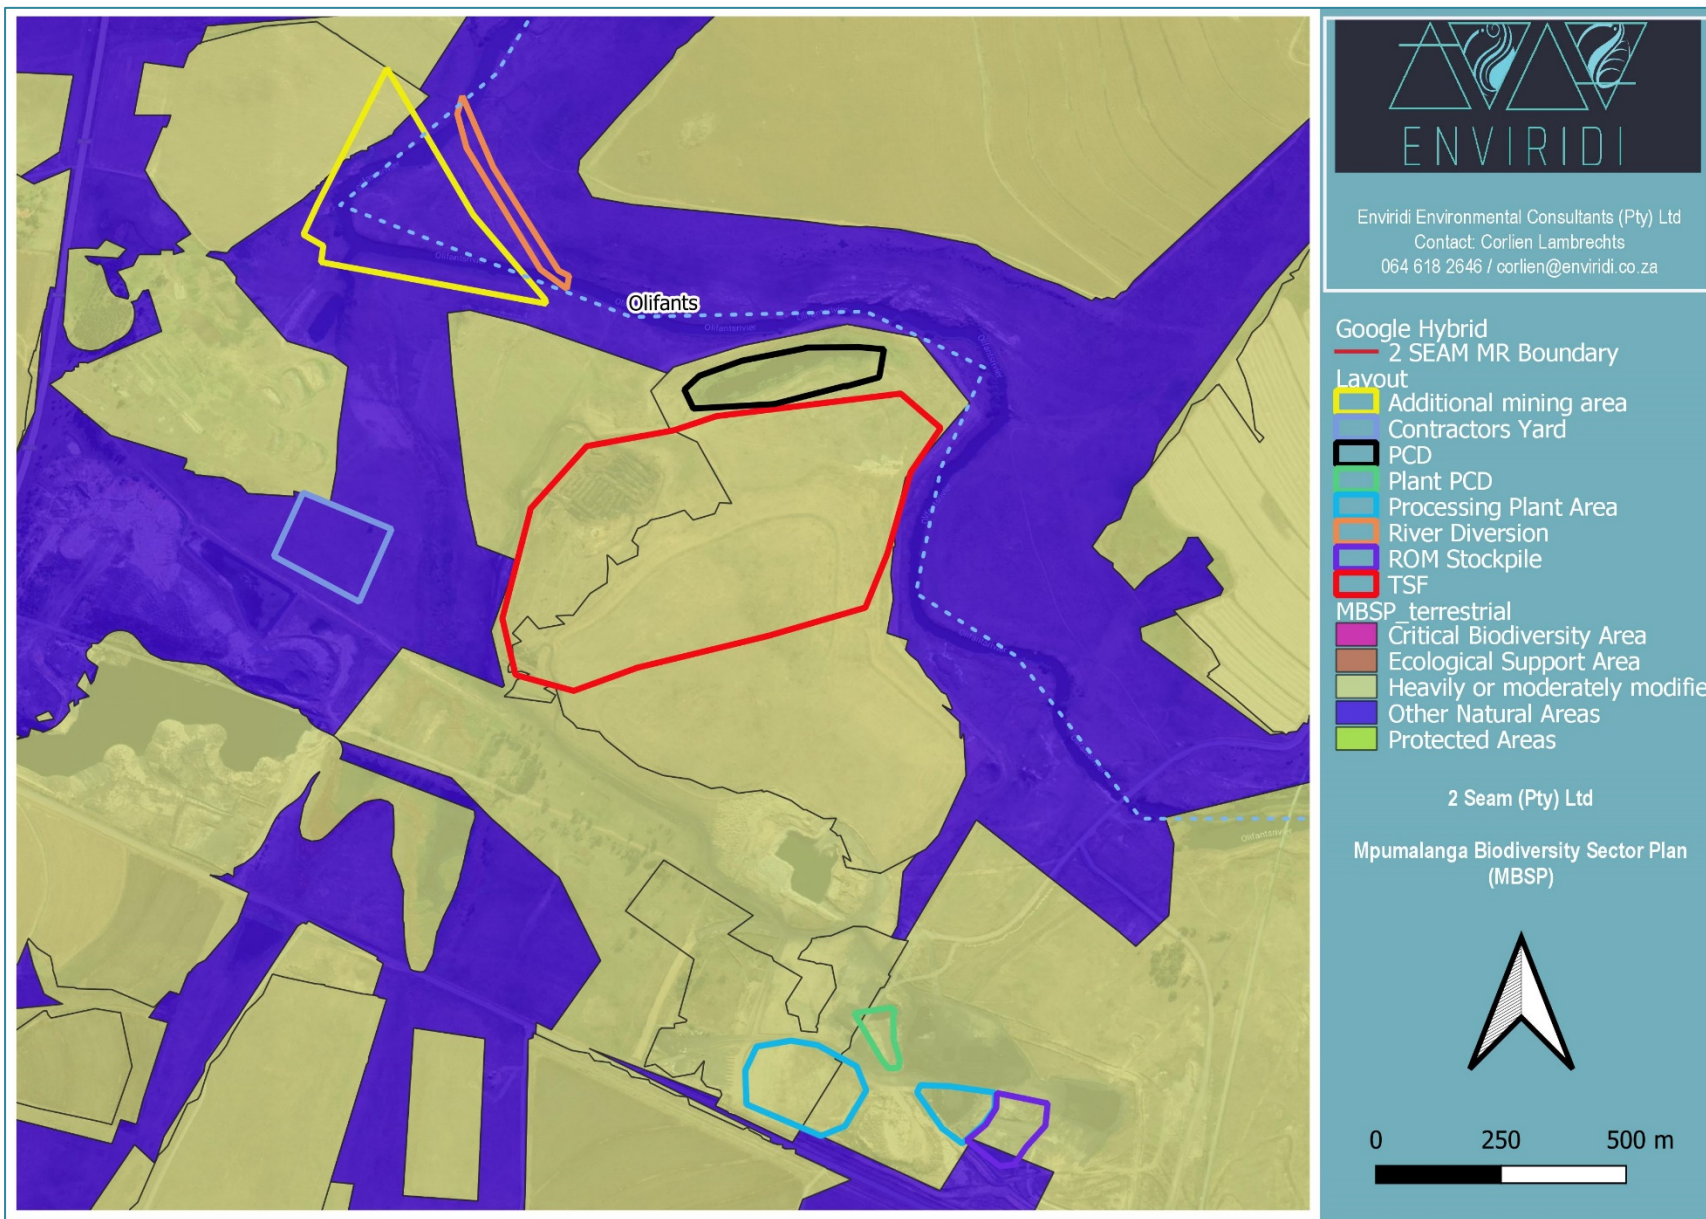 Olifants
Olifantsrivier
Olifantsrivier
ENVIRIDI
Enviridi Environmental Consultants (Pty) Ltd
Contact: Corlien Lambrechts
064 618 2646 / corlien@enviridi.co.za
Google Hybrid
2 SEAM MR Boundary
Layout
Additional mining area
Contractors Yard
PCD
Plant PCD
Processing Plant Area
River Diversion
ROM Stockpile
TSF
MBSP_terrestrial
Critical Biodiversity Area
Ecological Support Area
Heavily or moderately modifie
Other Natural Areas
Protected Areas
2 Seam (Pty) Ltd
Mpumalanga Biodiversity Sector Plan
(MBSP)
0 250 500 m